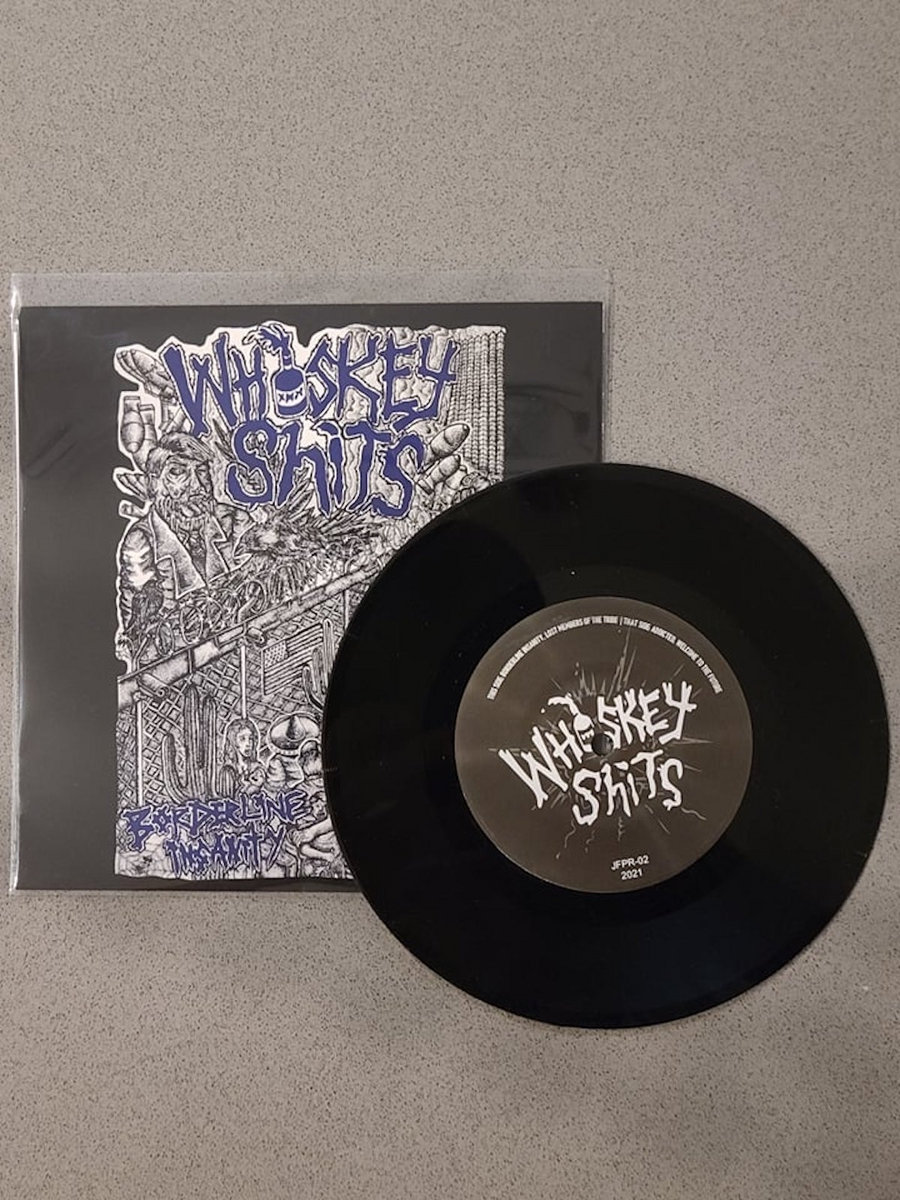 WHiSKEY
ShiTS
XXX
BORDERLINE
INSANITY
THIS SIDE: BORDERLINE INSANITY, LOST MEMBERS OF THE TRIBE | THAT SIDE: ADDICTED, WELCOME TO THE FUTURE
WHiSKEY
ShiTS
JFPR-02
2021